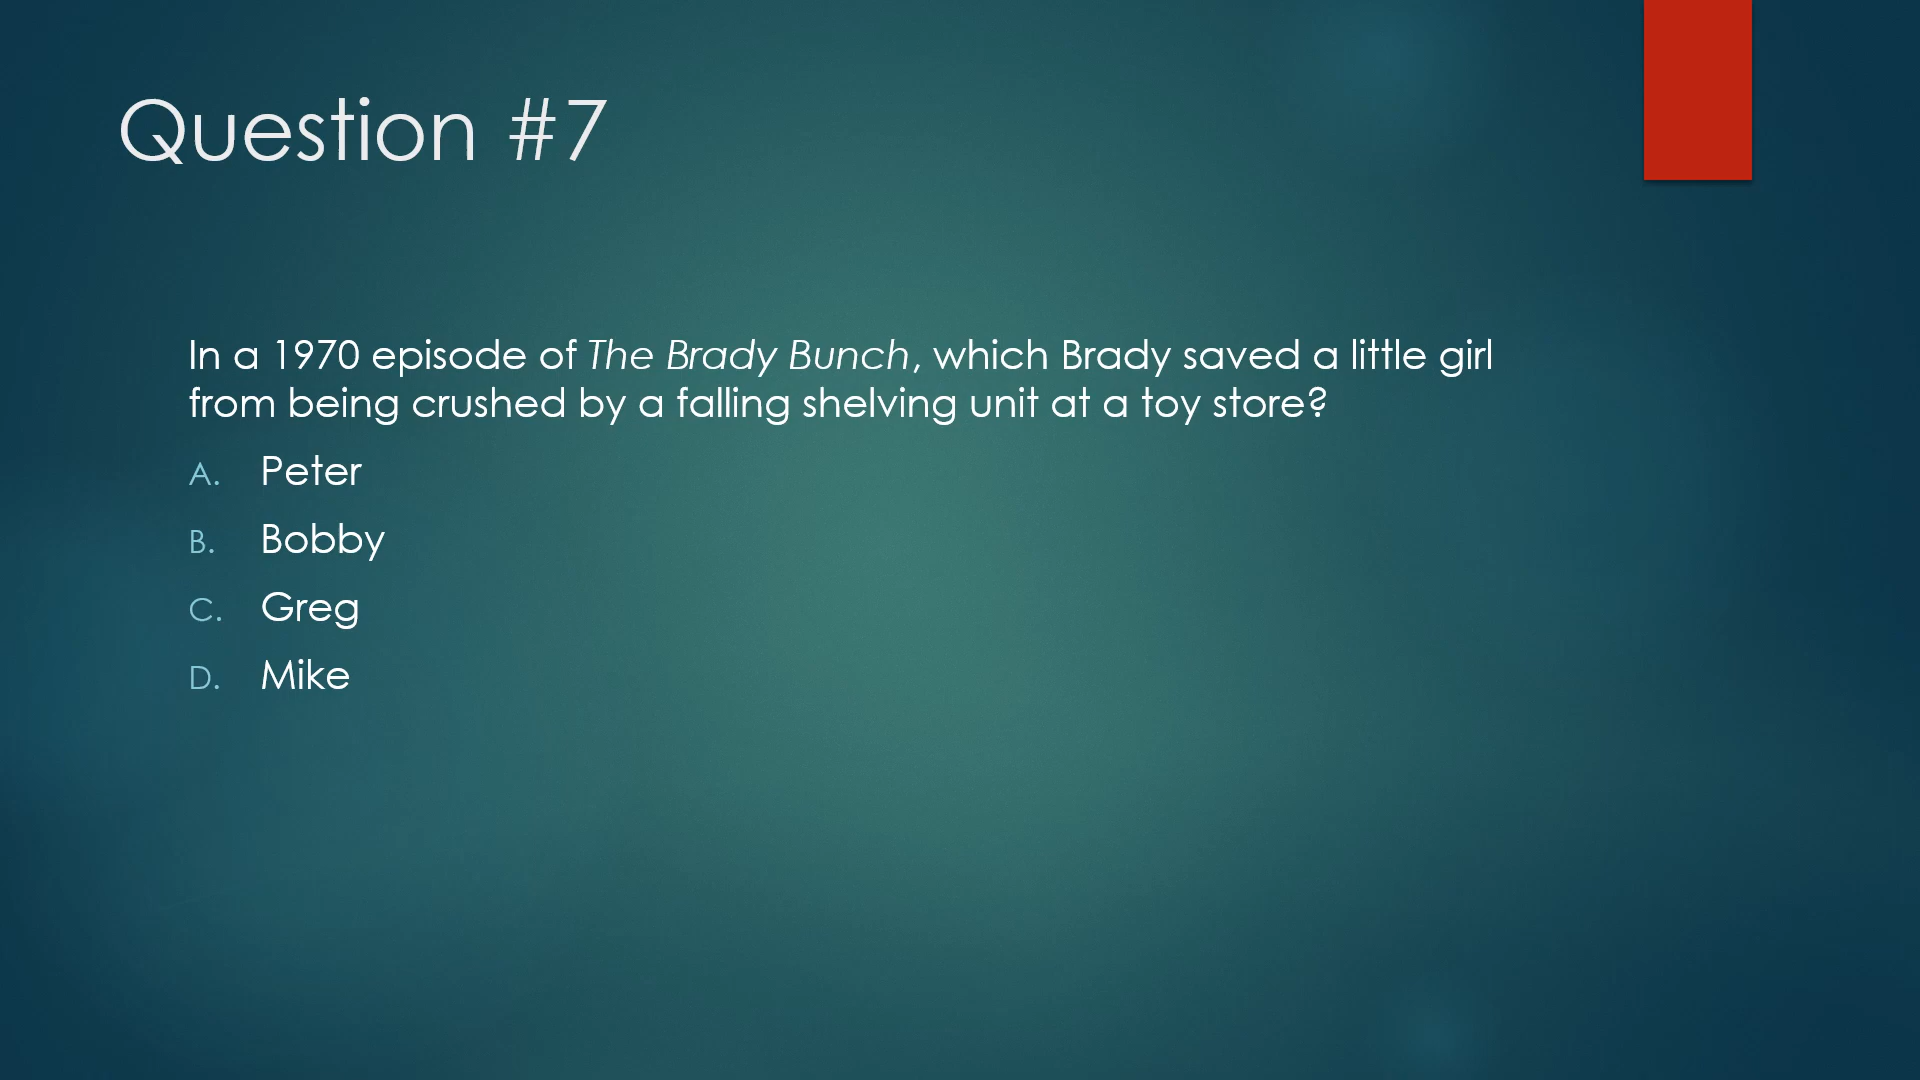 Question #7
In a 1970 episode of The Brady Bunch, which Brady saved a little girl
from being crushed by a falling shelving unit at a toy store?
A. Peter
B. Bobby
C. Greg
D. Mike